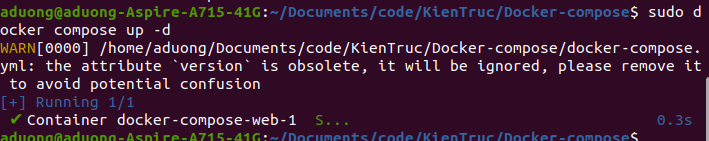 aduong@aduong-Aspire-A715-41G:~/Documents/code/KienTruc/Docker-compose$ sudo d
ocker compose up -d
WARN[0000] /home/aduong/Documents/code/KienTruc/Docker-compose/docker-compose.
yml: the attribute `version` is obsolete, it will be ignored, please remove it
 to avoid potential confusion
[+] Running 1/1
 ✔ Container docker-compose-web-1  S...                                  0.3s
aduong@aduong-Aspire-A715-41G:~/Documents/code/KienTruc/Docker-compose$